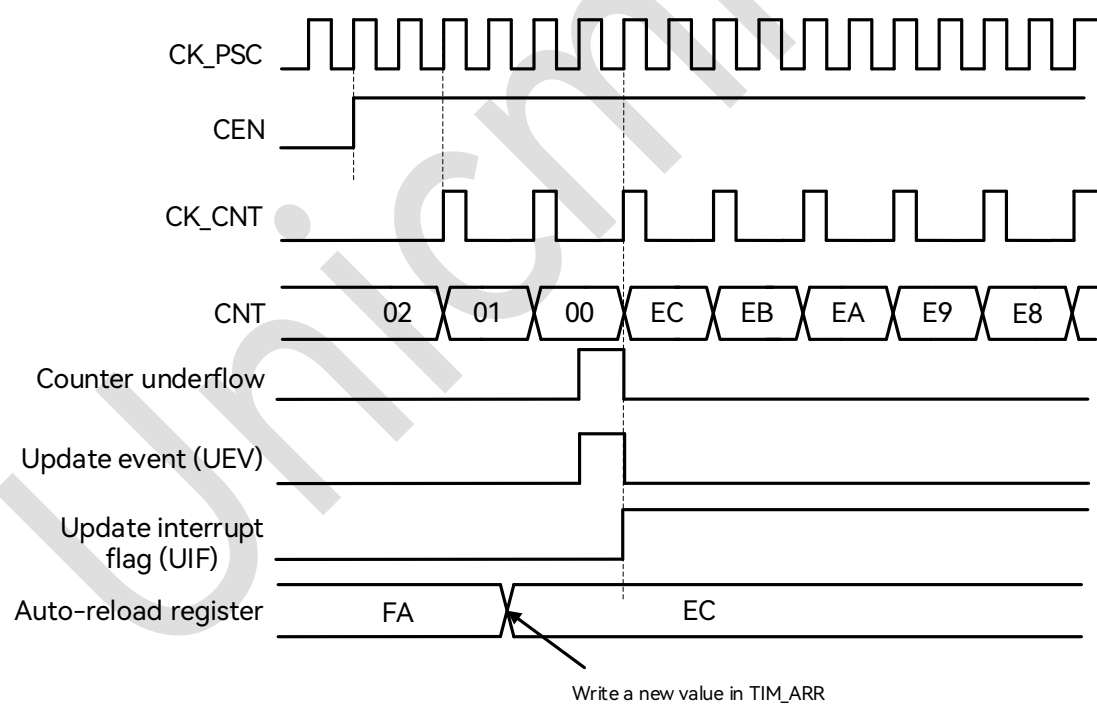 CK_PSC
CEN
CK_CNT
CNT 02 01 00 EC EB EA E9 E8
Counter underflow
Update event (UEV)
Update interrupt
flag (UIF)
Auto-reload register FA EC
Write a new value in TIM_ARR
Unicm